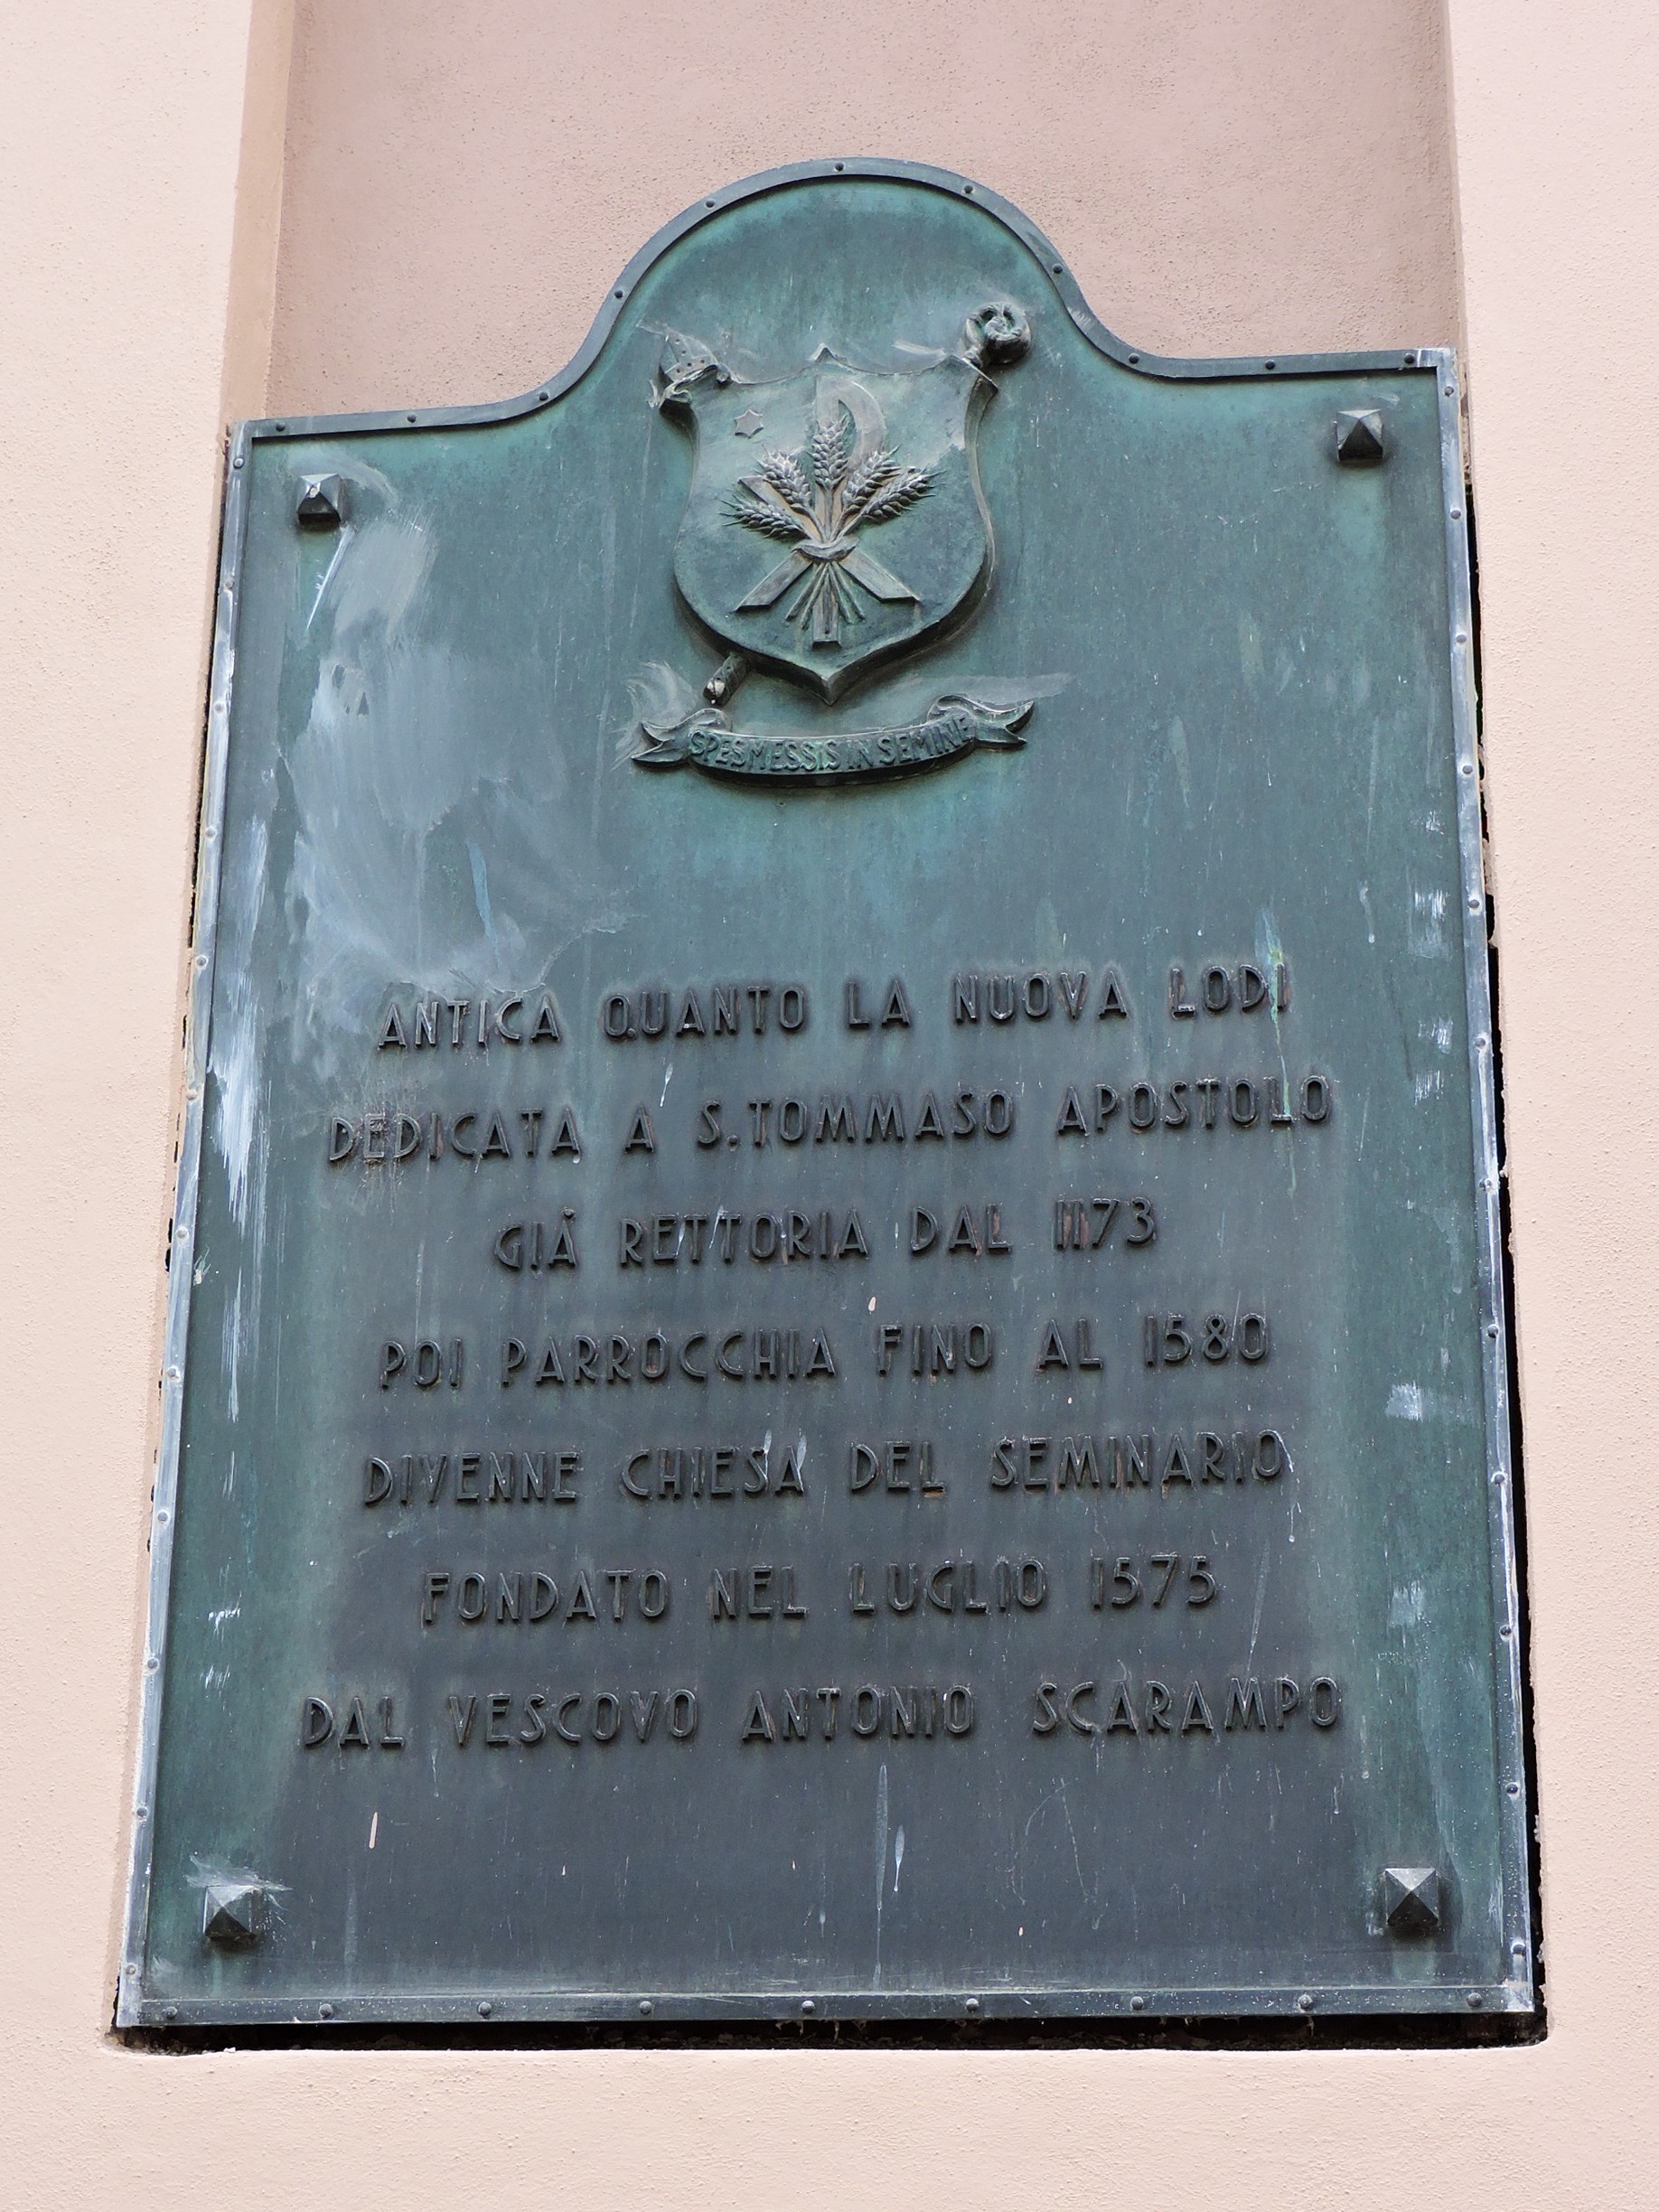 SPES MESSIS IN SEMINE
ANTICA QUANTO LA NUOVA LODI
DEDICATA A S. TOMMASO APOSTOLO
GIÀ RETTORIA DAL 1173
POI PARROCCHIA FINO AL 1580
DIVENNE CHIESA DEL SEMINARIO
FONDATO NEL LUGLIO 1575
DAL VESCOVO ANTONIO SCARAMPO